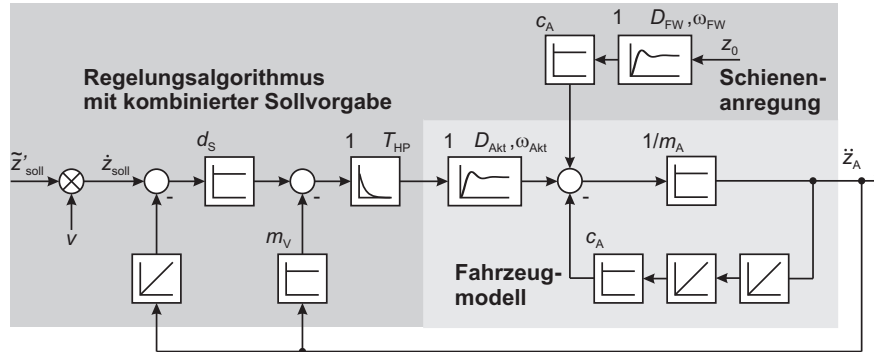 c_A
1 D_FW,ω_FW
z_0
Regelungsalgorithmus
mit kombinierter Sollvorgabe
Schienen-
anregung
z̃'_soll
ż_soll
d_S
1 T_HP
1 D_Akt,ω_Akt
1/m_A
z̈_A
-
-
-
v
m_V
c_A
Fahrzeug-
modell